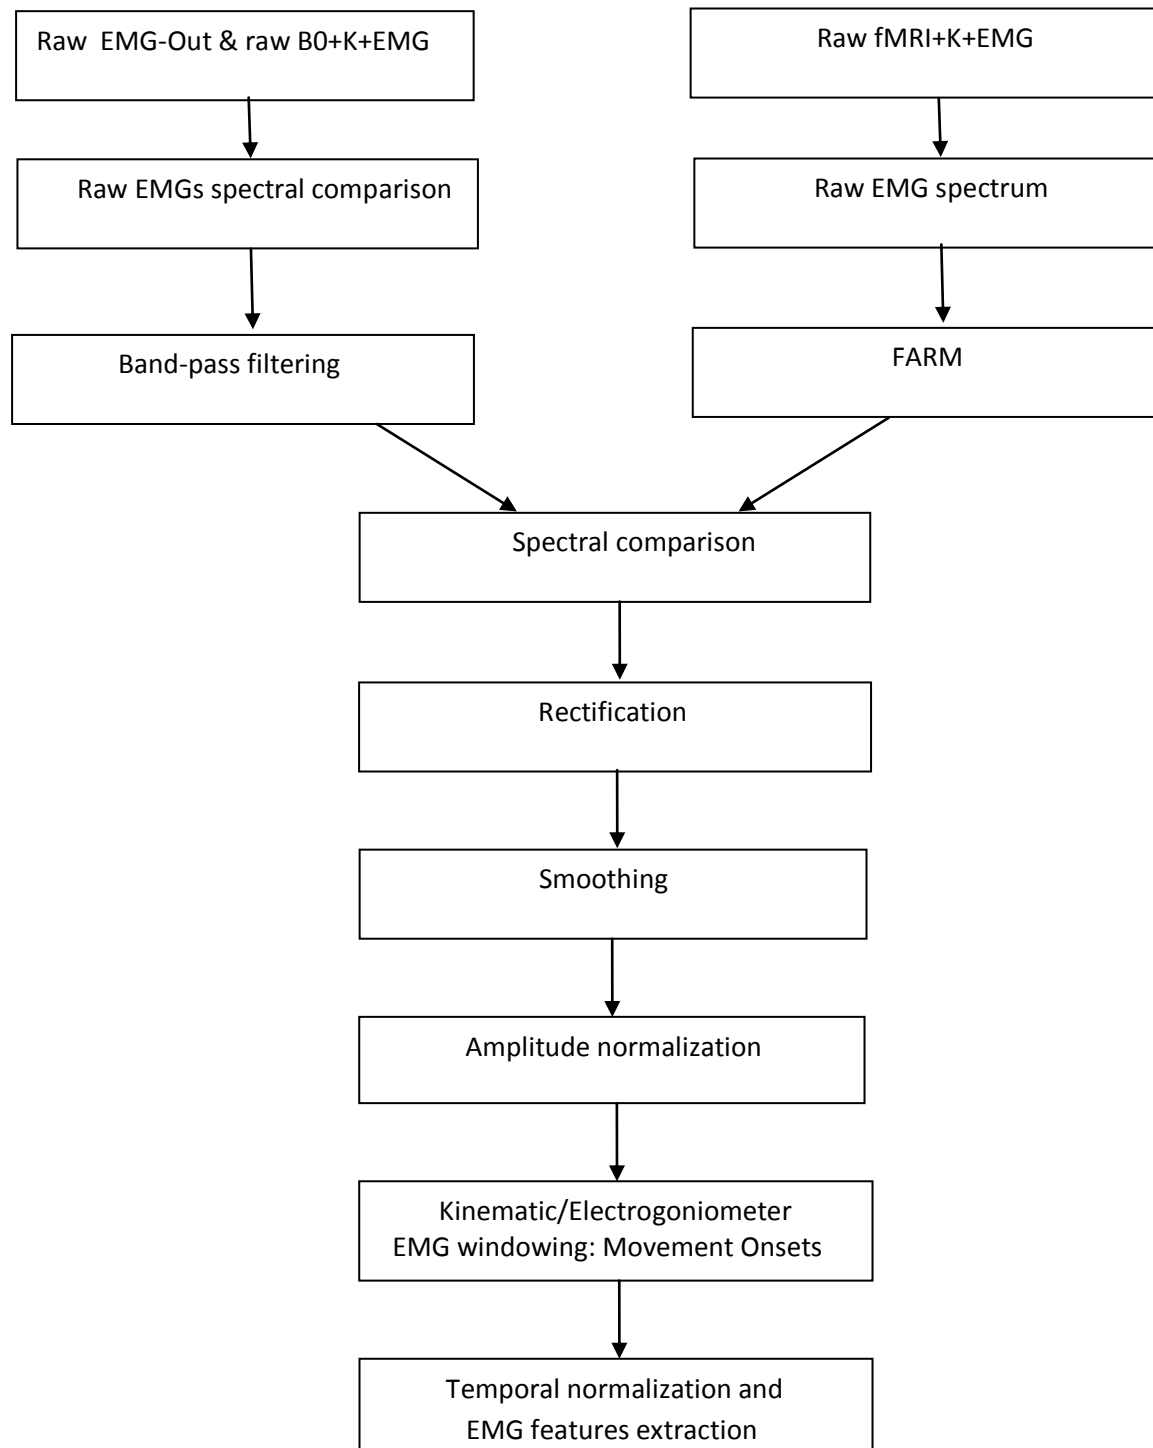 Raw EMG-Out & raw B0+K+EMG
Raw fMRI+K+EMG
Raw EMGs spectral comparison
Raw EMG spectrum
Band-pass filtering
FARM
Spectral comparison
Rectification
Smoothing
Amplitude normalization
Kinematic/Electrogoniometer
EMG windowing: Movement Onsets
Temporal normalization and
EMG features extraction